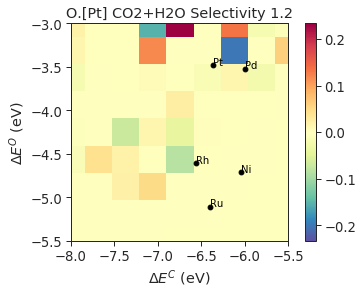 O.[Pt] CO2+H2O Selectivity 1.2
−3.0
−3.5
−4.0
−4.5
−5.0
−5.5
ΔE^O (eV)
Pt
Pd
Rh
Ni
Ru
−8.0 −7.5 −7.0 −6.5 −6.0 −5.5
ΔE^C (eV)
0.2
0.1
0.0
−0.1
−0.2